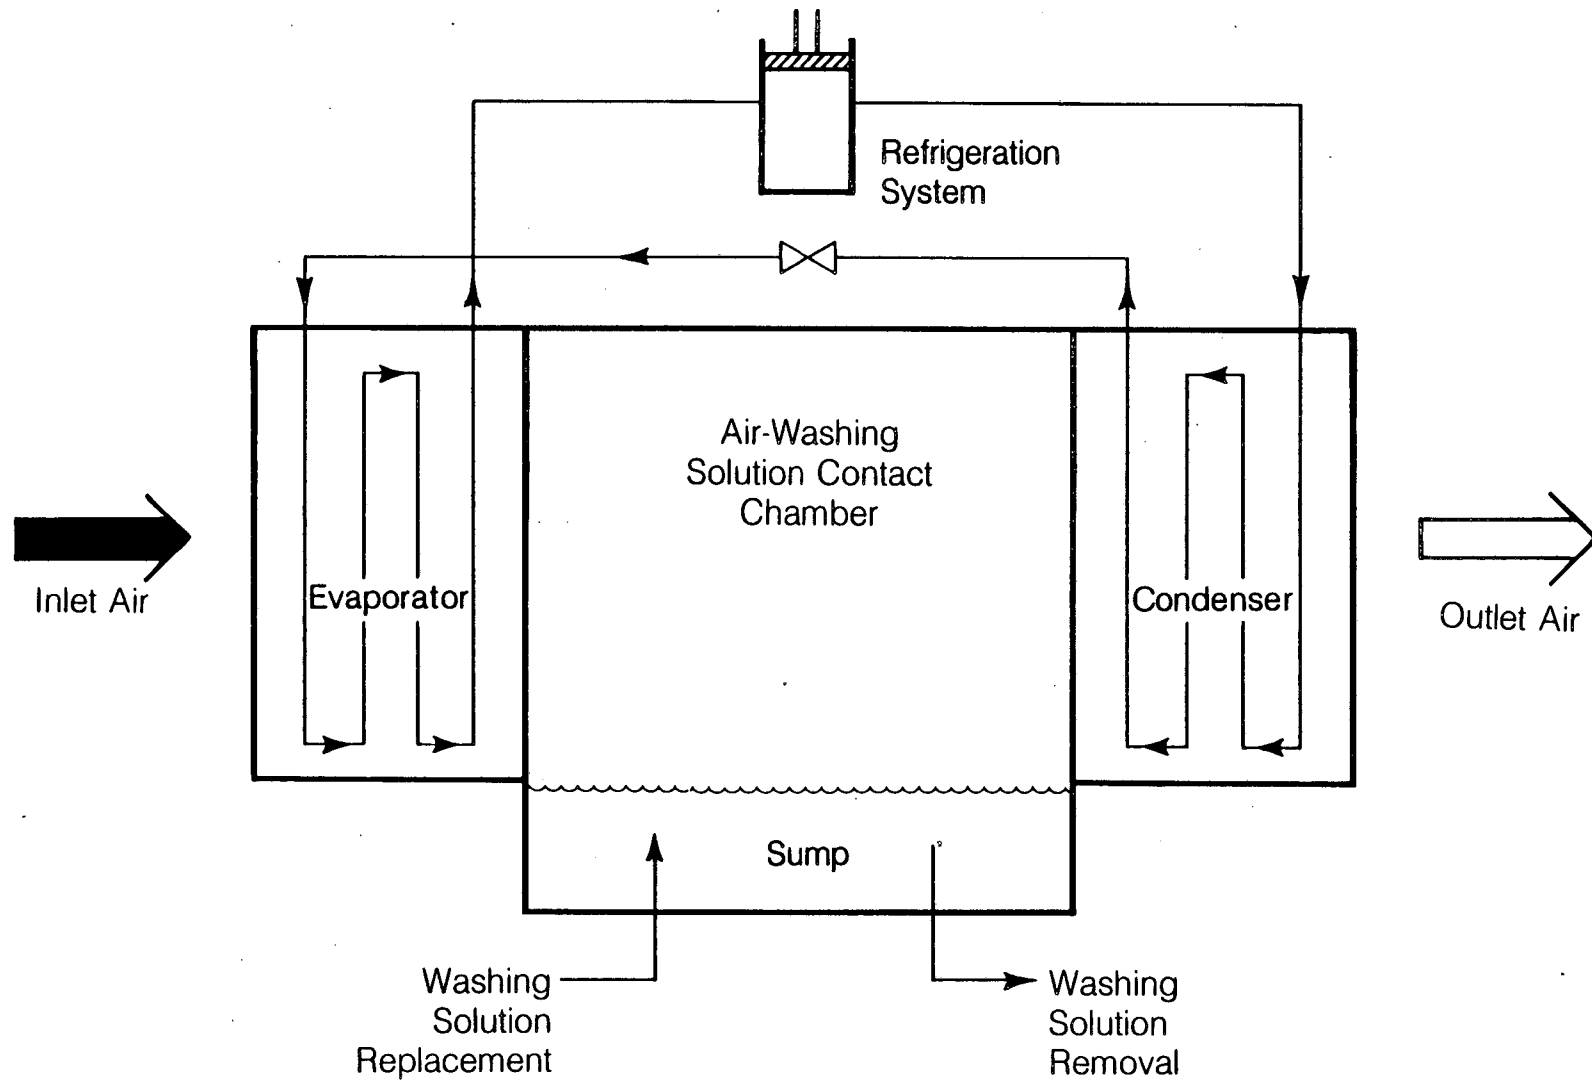 Refrigeration
System
Air-Washing
Solution Contact
Chamber
Inlet Air
Evaporator
Condenser
Outlet Air
Sump
Washing
Solution
Replacement
Washing
Solution
Removal